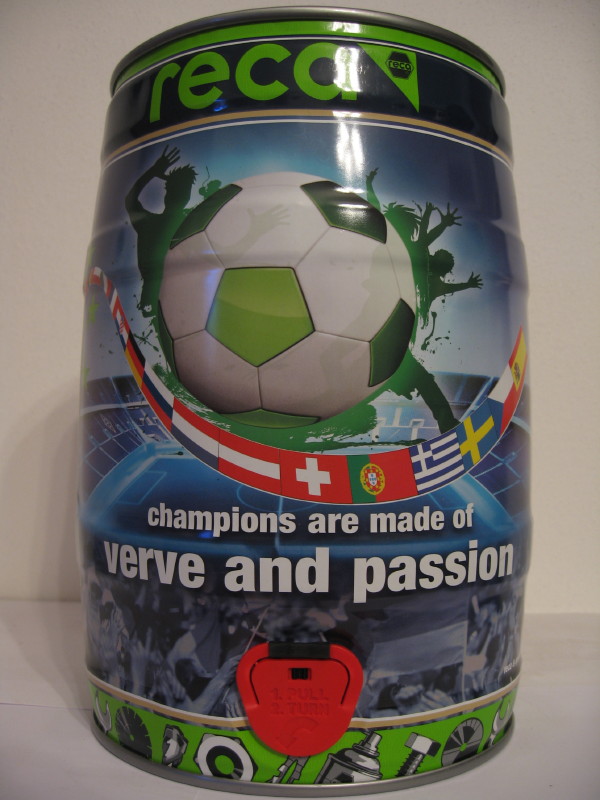 reca
reca
champions are made of
verve and passion
1. PULL
2. TURN